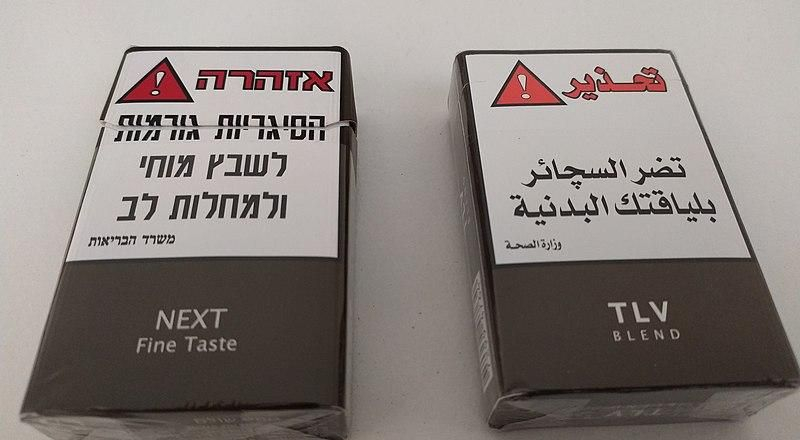 אזהרה
הסיגריות גורמות
לשבץ מוחי
ולמחלות לב
משרד הבריאות
NEXT
Fine Taste
تحذير
تضر السچائر
بلياقتك البدنية
وزارة الصحة
TLV
BLEND